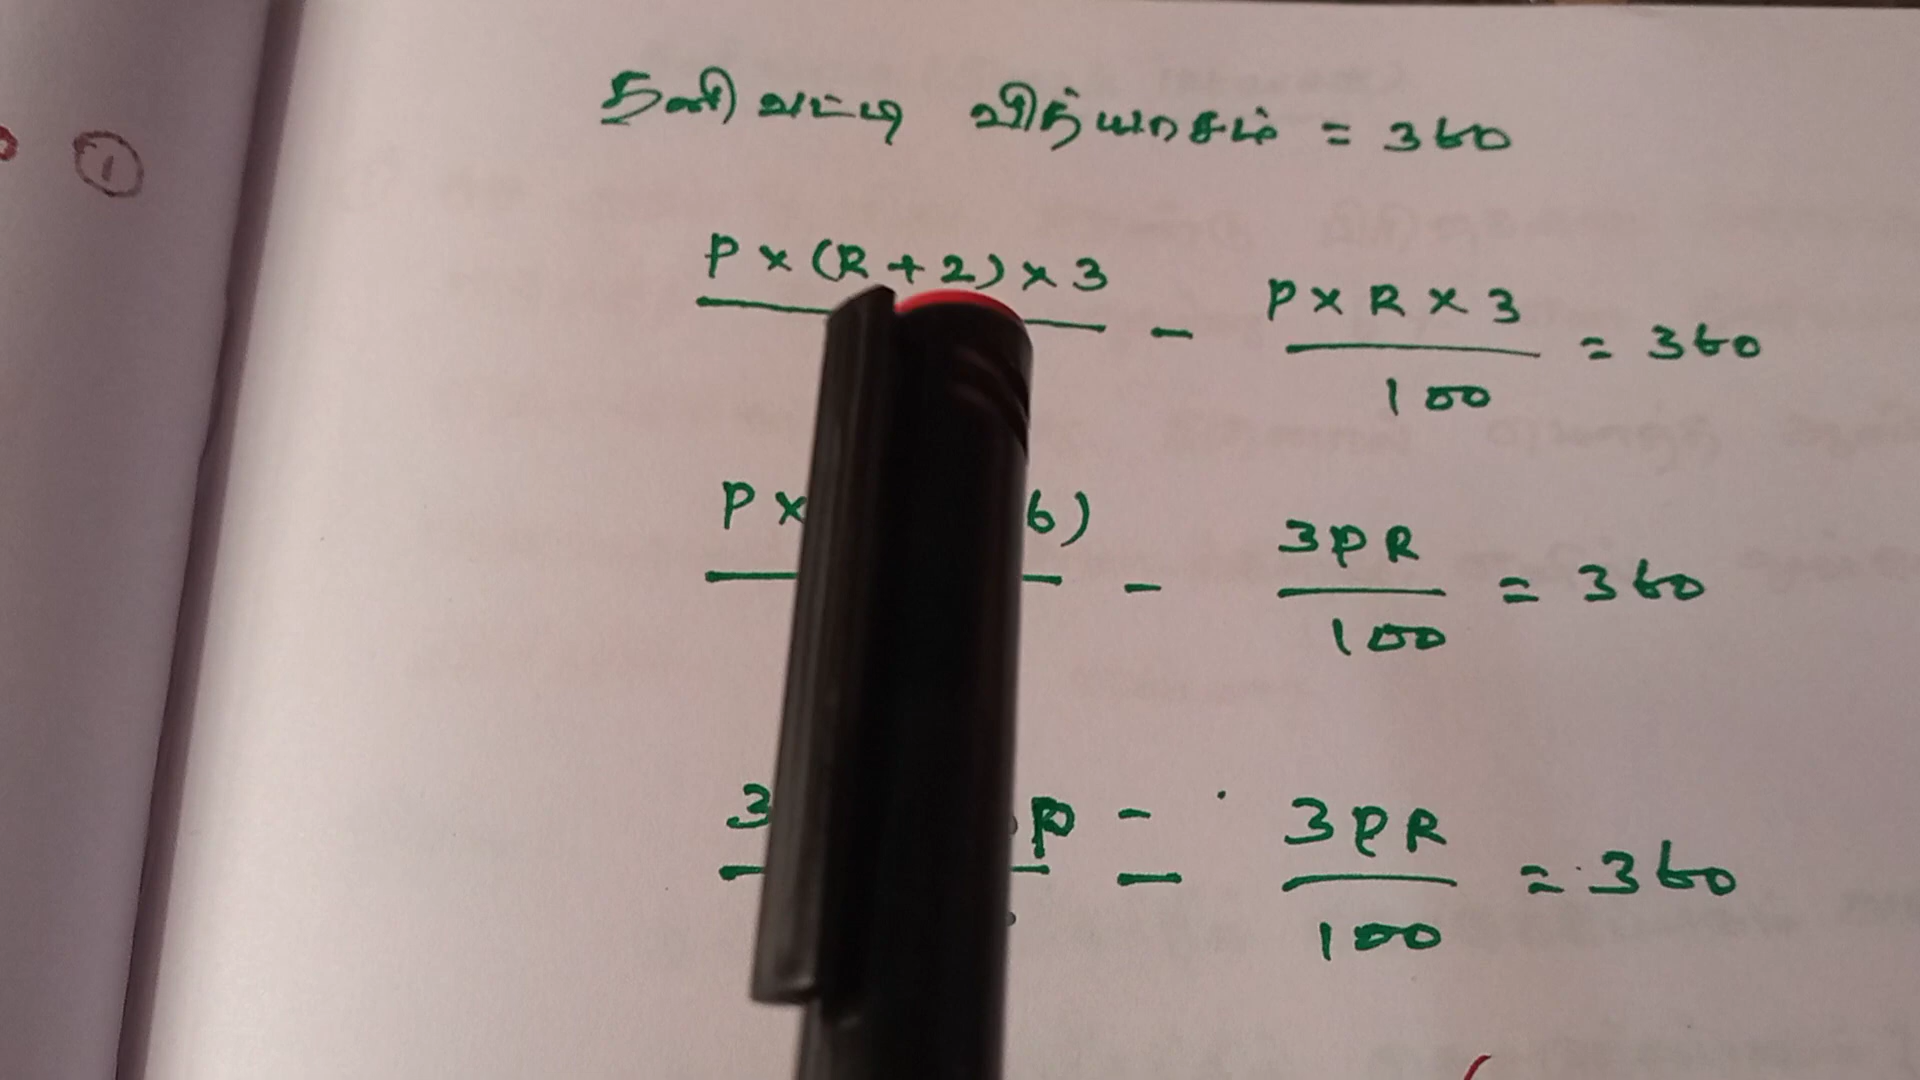 ①
தனி வட்டி வித்யாசம் = 360
P × (R + 2) × 3 / - P × R × 3 / 100 = 360
P × 6) / - 3PR / 100 = 360
3 P - 3PR / 100 = 360